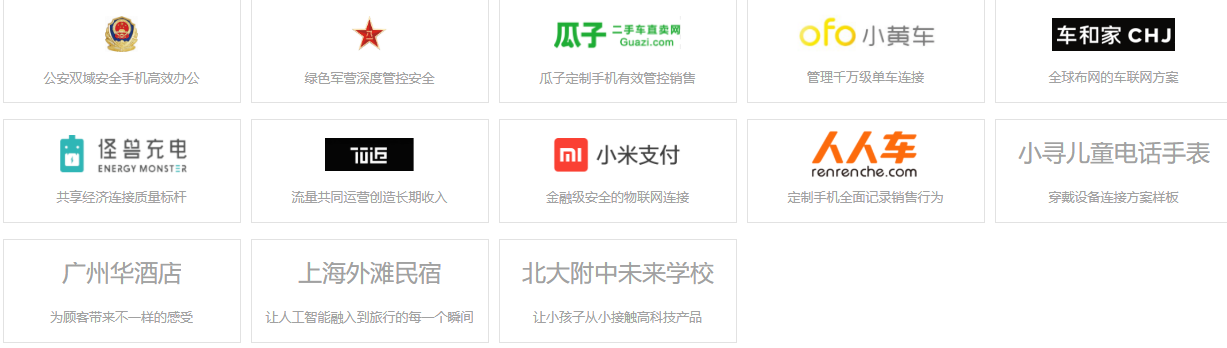 瓜子 二手车直卖网
Guazi.com
ofo 小黄车
车和家 CHJ
公安双域安全手机高效办公
绿色军营深度管控安全
瓜子定制手机有效管控销售
管理千万级单车连接
全球布网的车联网方案
怪兽充电
ENERGY MONSTER
mi 小米支付
人人车
renrenche.com
小寻儿童电话手表
共享经济连接质量标杆
流量共同运营创造长期收入
金融级安全的物联网连接
定制手机全面记录销售行为
穿戴设备连接方案样板
广州华酒店
上海外滩民宿
北大附中未来学校
为顾客带来不一样的感受
让人工智能融入到旅行的每一个瞬间
让小孩子从小接触高科技产品